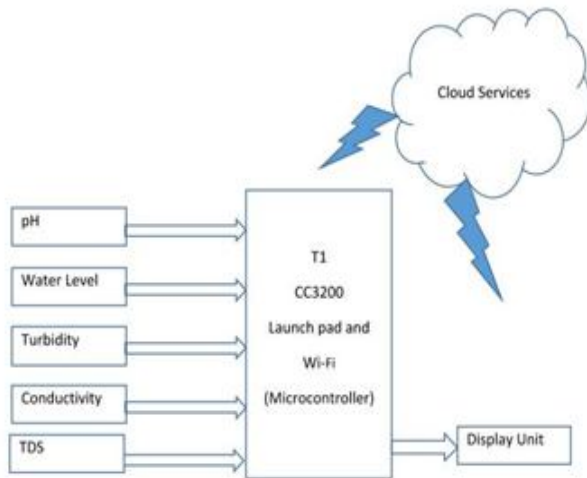 Cloud Services
pH
Water Level
Turbidity
Conductivity
TDS
T1
CC3200
Launch pad and
Wi-Fi
(Microcontroller)
Display Unit